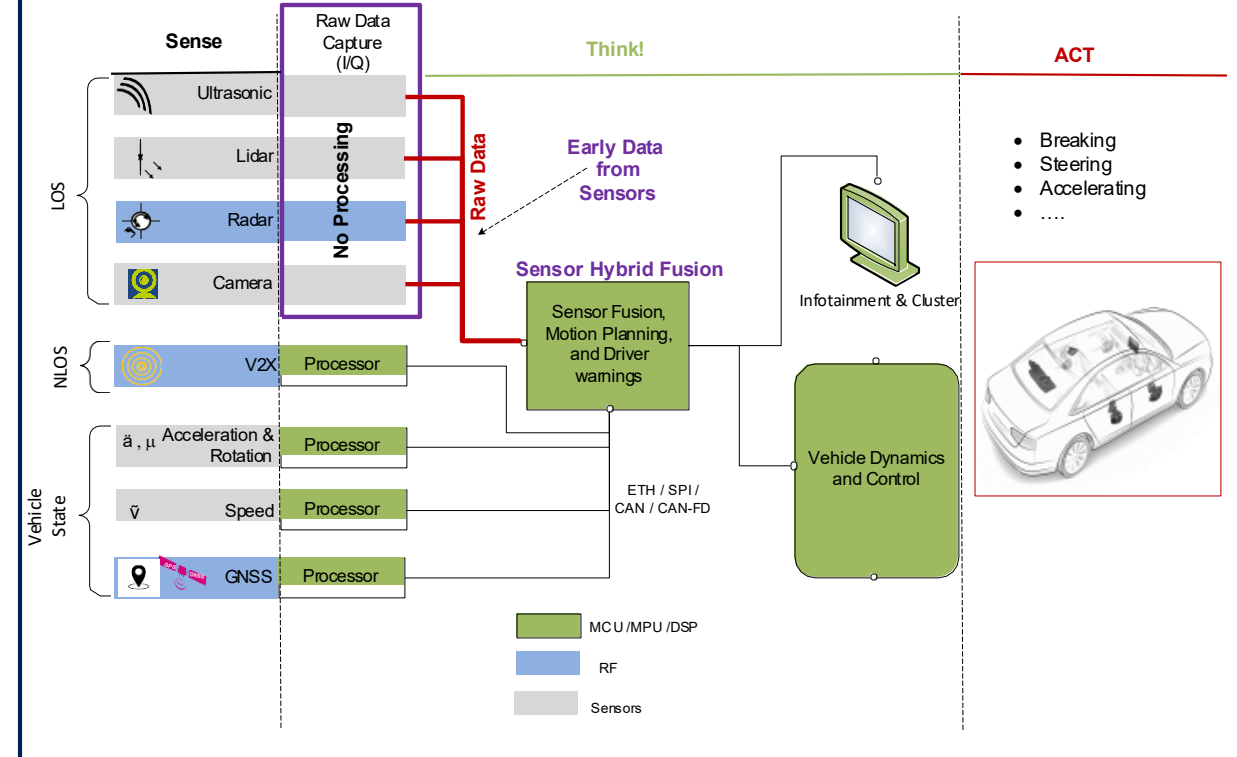 Sense
Raw Data
Capture
(I/Q)
Think!
ACT
LOS
Ultrasonic
Lidar
Radar
Camera
No Processing
Raw Data
Early Data
from
Sensors
Sensor Hybrid Fusion
Sensor Fusion,
Motion Planning,
and Driver
warnings
Infotainment & Cluster
• Breaking
• Steering
• Accelerating
• ....
NLOS
V2X
Processor
Vehicle
State
ä , µ Acceleration &
Rotation
Processor
ṽ Speed
Processor
GNSS
Processor
ETH / SPI /
CAN / CAN-FD
Vehicle Dynamics
and Control
MCU /MPU /DSP
RF
Sensors